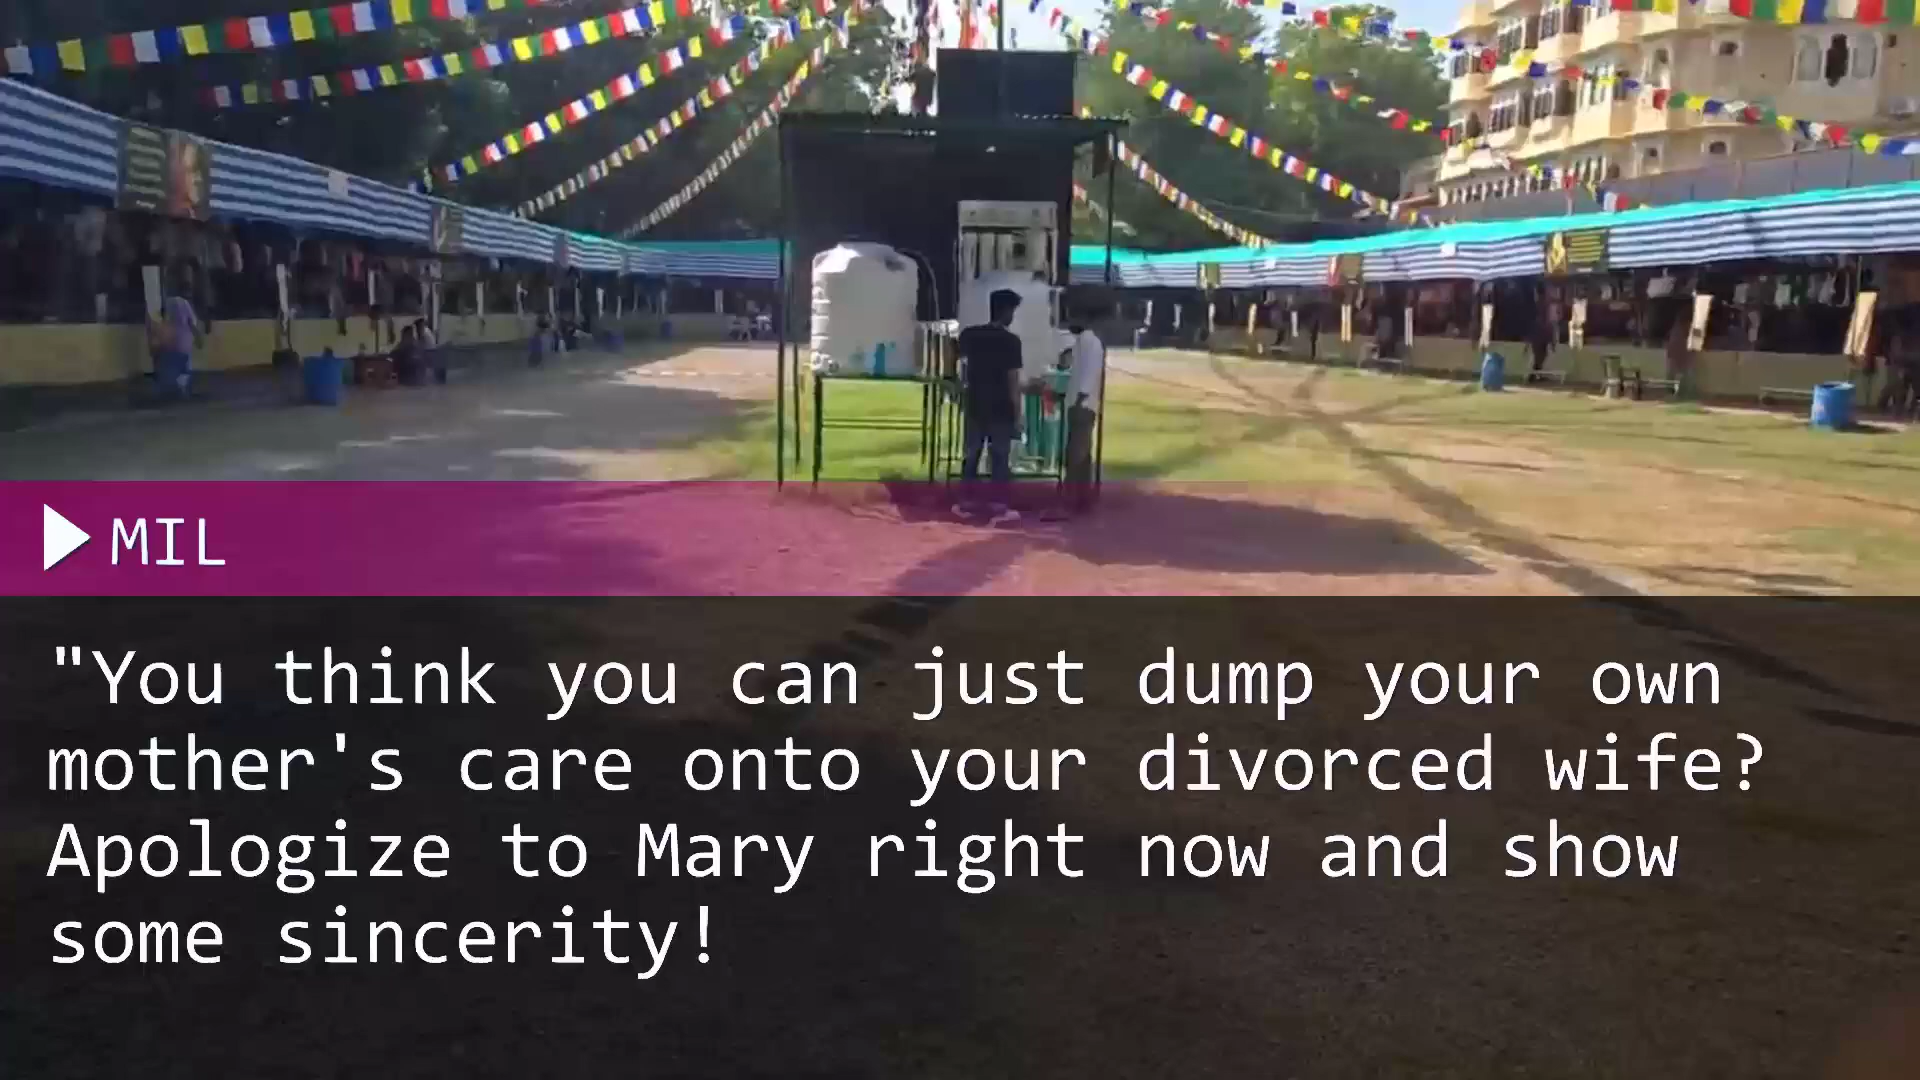 MIL
"You think you can just dump your own
mother's care onto your divorced wife?
Apologize to Mary right now and show
some sincerity!